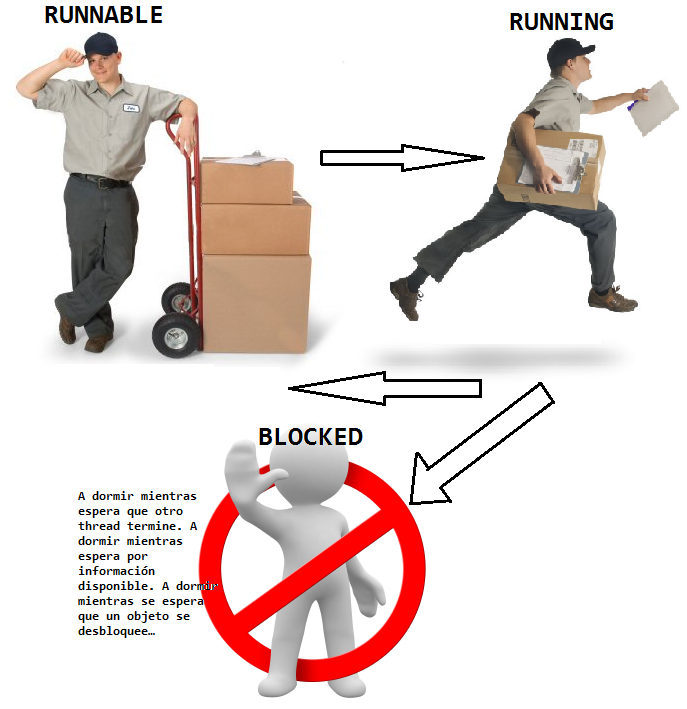 RUNNABLE
RUNNING
BLOCKED
A dormir mientras
espera que otro
thread termine. A
dormir mientras
espera por
información
disponible. A dormir
mientras se espera
que un objeto se
desbloquee…